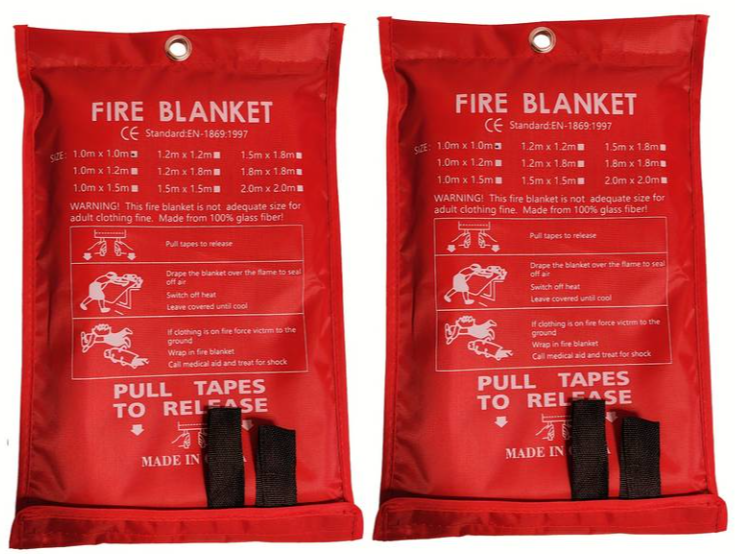 FIRE BLANKET
CE Standard:EN-1869:1997
SIZE: 1.0m x 1.0m 1.2m x 1.2m 1.5m x 1.8m
1.0m x 1.2m 1.2m x 1.8m 1.8m x 1.8m
1.0m x 1.5m 1.5m x 1.5m 2.0m x 2.0m
WARNING! This fire blanket is not adequate size for
adult clothing fine. Made from 100% glass fiber!
Pull tapes to release
Drape the blanket over the flame to seal
off air
Switch off heat
Leave covered until cool
If clothing is on fire force victrm to the
ground
Wrap in fire blanket
Call medical aid and treat for shock
PULL TAPES
TO RELEASE
MADE IN
FIRE BLANKET
CE Standard:EN-1869:1997
SIZE: 1.0m x 1.0m 1.2m x 1.2m 1.5m x 1.8m
1.0m x 1.2m 1.2m x 1.8m 1.8m x 1.8m
1.0m x 1.5m 1.5m x 1.5m 2.0m x 2.0m
WARNING! This fire blanket is not adequate size for
adult clothing fine. Made from 100% glass fiber!
Pull tapes to release
Drape the blanket over the flame to seal
off air
Switch off heat
Leave covered until cool
If clothing is on fire force victrm to the
ground
Wrap in fire blanket
Call medical aid and treat for shock
PULL TAPES
TO RELEASE
MADE IN